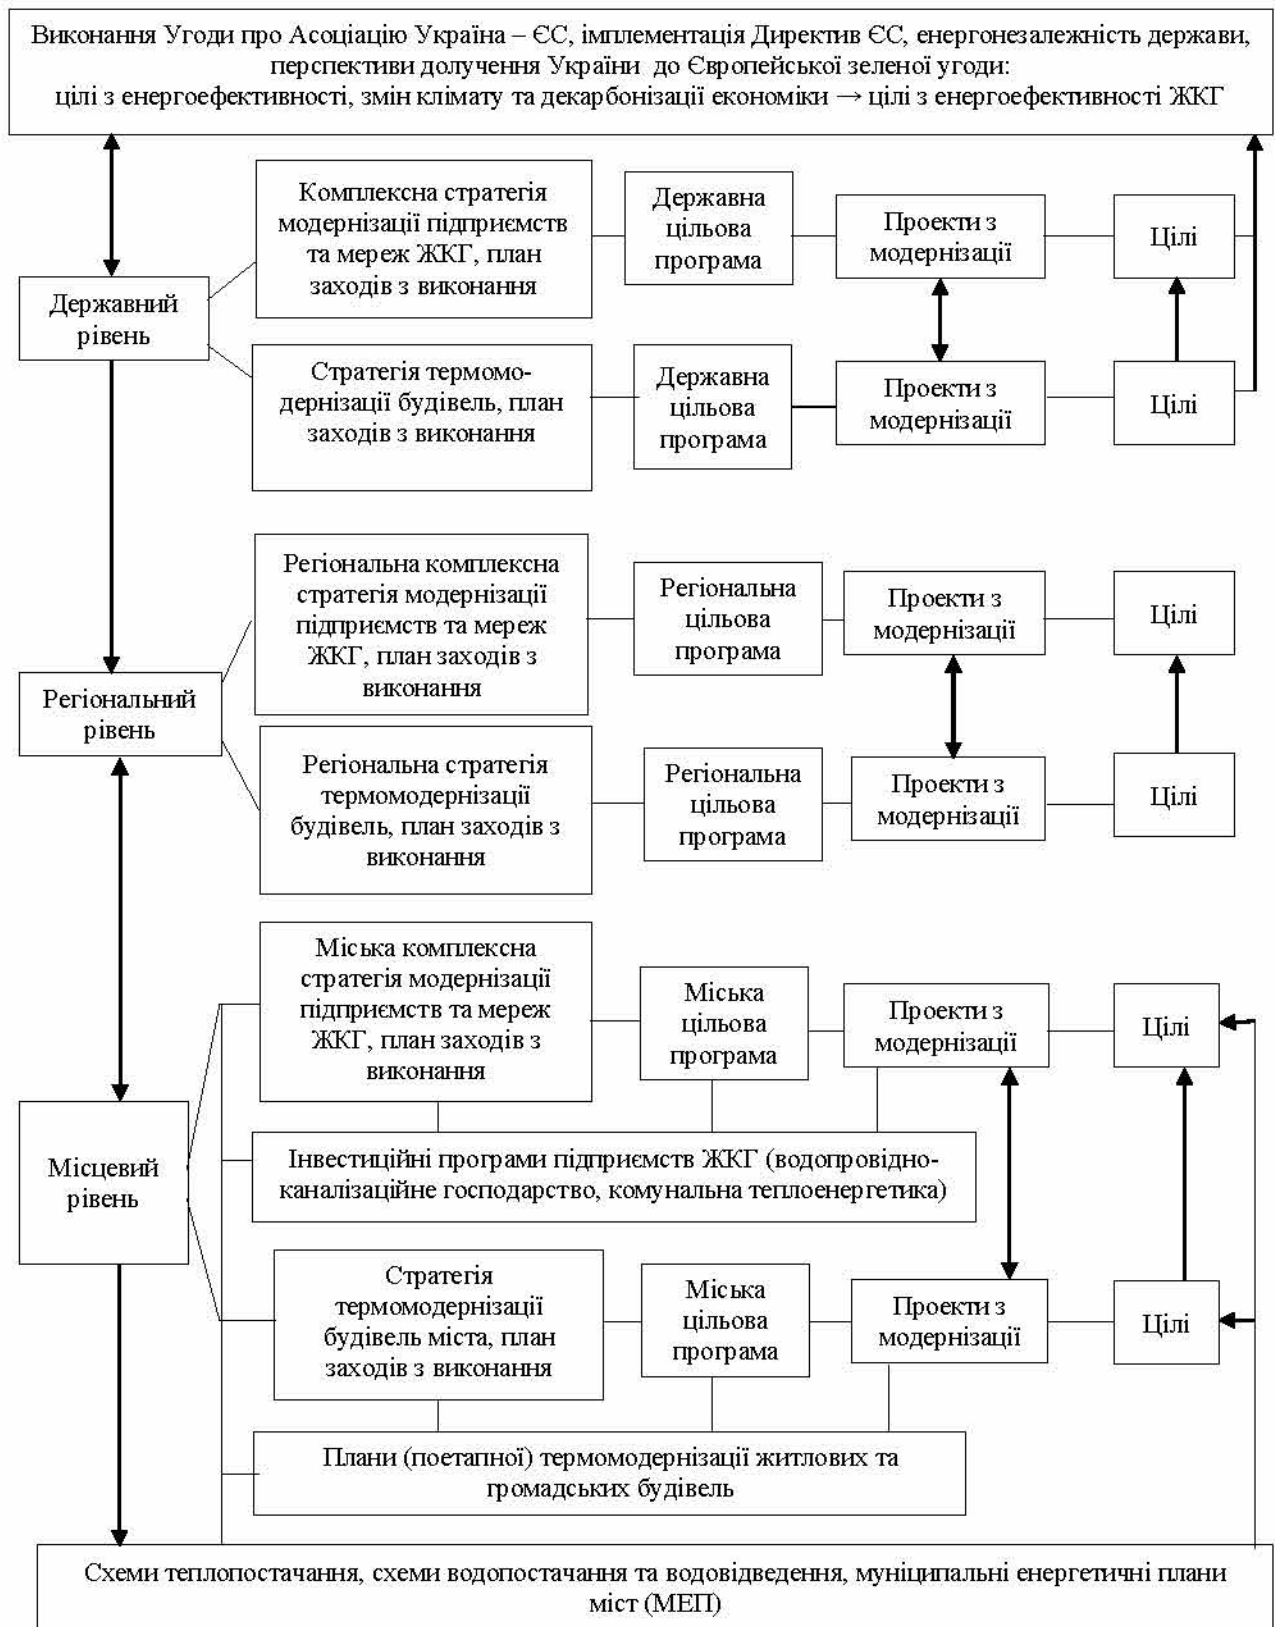 Виконання Угоди про Асоціацію Україна – ЄС, імплементація Директив ЄС, енергонезалежність держави,
перспективи долучення України до Європейської зеленої угоди:
цілі з енергоефективності, змін клімату та декарбонізації економіки → цілі з енергоефективності ЖКГ
Державний
рівень
Комплексна стратегія
модернізації підприємств
та мереж ЖКГ, план
заходів з виконання
Державна
цільова
програма
Проекти з
модернізації
Цілі
Стратегія термомо-
дернізації будівель, план
заходів з виконання
Державна
цільова
програма
Проекти з
модернізації
Цілі
Регіональний
рівень
Регіональна комплексна
стратегія модернізації
підприємств та мереж
ЖКГ, план заходів з
виконання
Регіональна
цільова
програма
Проекти з
модернізації
Цілі
Регіональна стратегія
термомодернізації
будівель, план заходів з
виконання
Регіональна
цільова
програма
Проекти з
модернізації
Цілі
Місцевий
рівень
Міська комплексна
стратегія модернізації
підприємств та мереж
ЖКГ, план заходів з
виконання
Міська
цільова
програма
Проекти з
модернізації
Цілі
Інвестиційні програми підприємств ЖКГ (водопровідно-
каналізаційне господарство, комунальна теплоенергетика)
Стратегія
термомодернізації
будівель міста, план
заходів з виконання
Міська
цільова
програма
Проекти з
модернізації
Цілі
Плани (поетапної) термомодернізації житлових та
громадських будівель
Схеми теплопостачання, схеми водопостачання та водовідведення, муніципальні енергетичні плани
міст (МЕП)